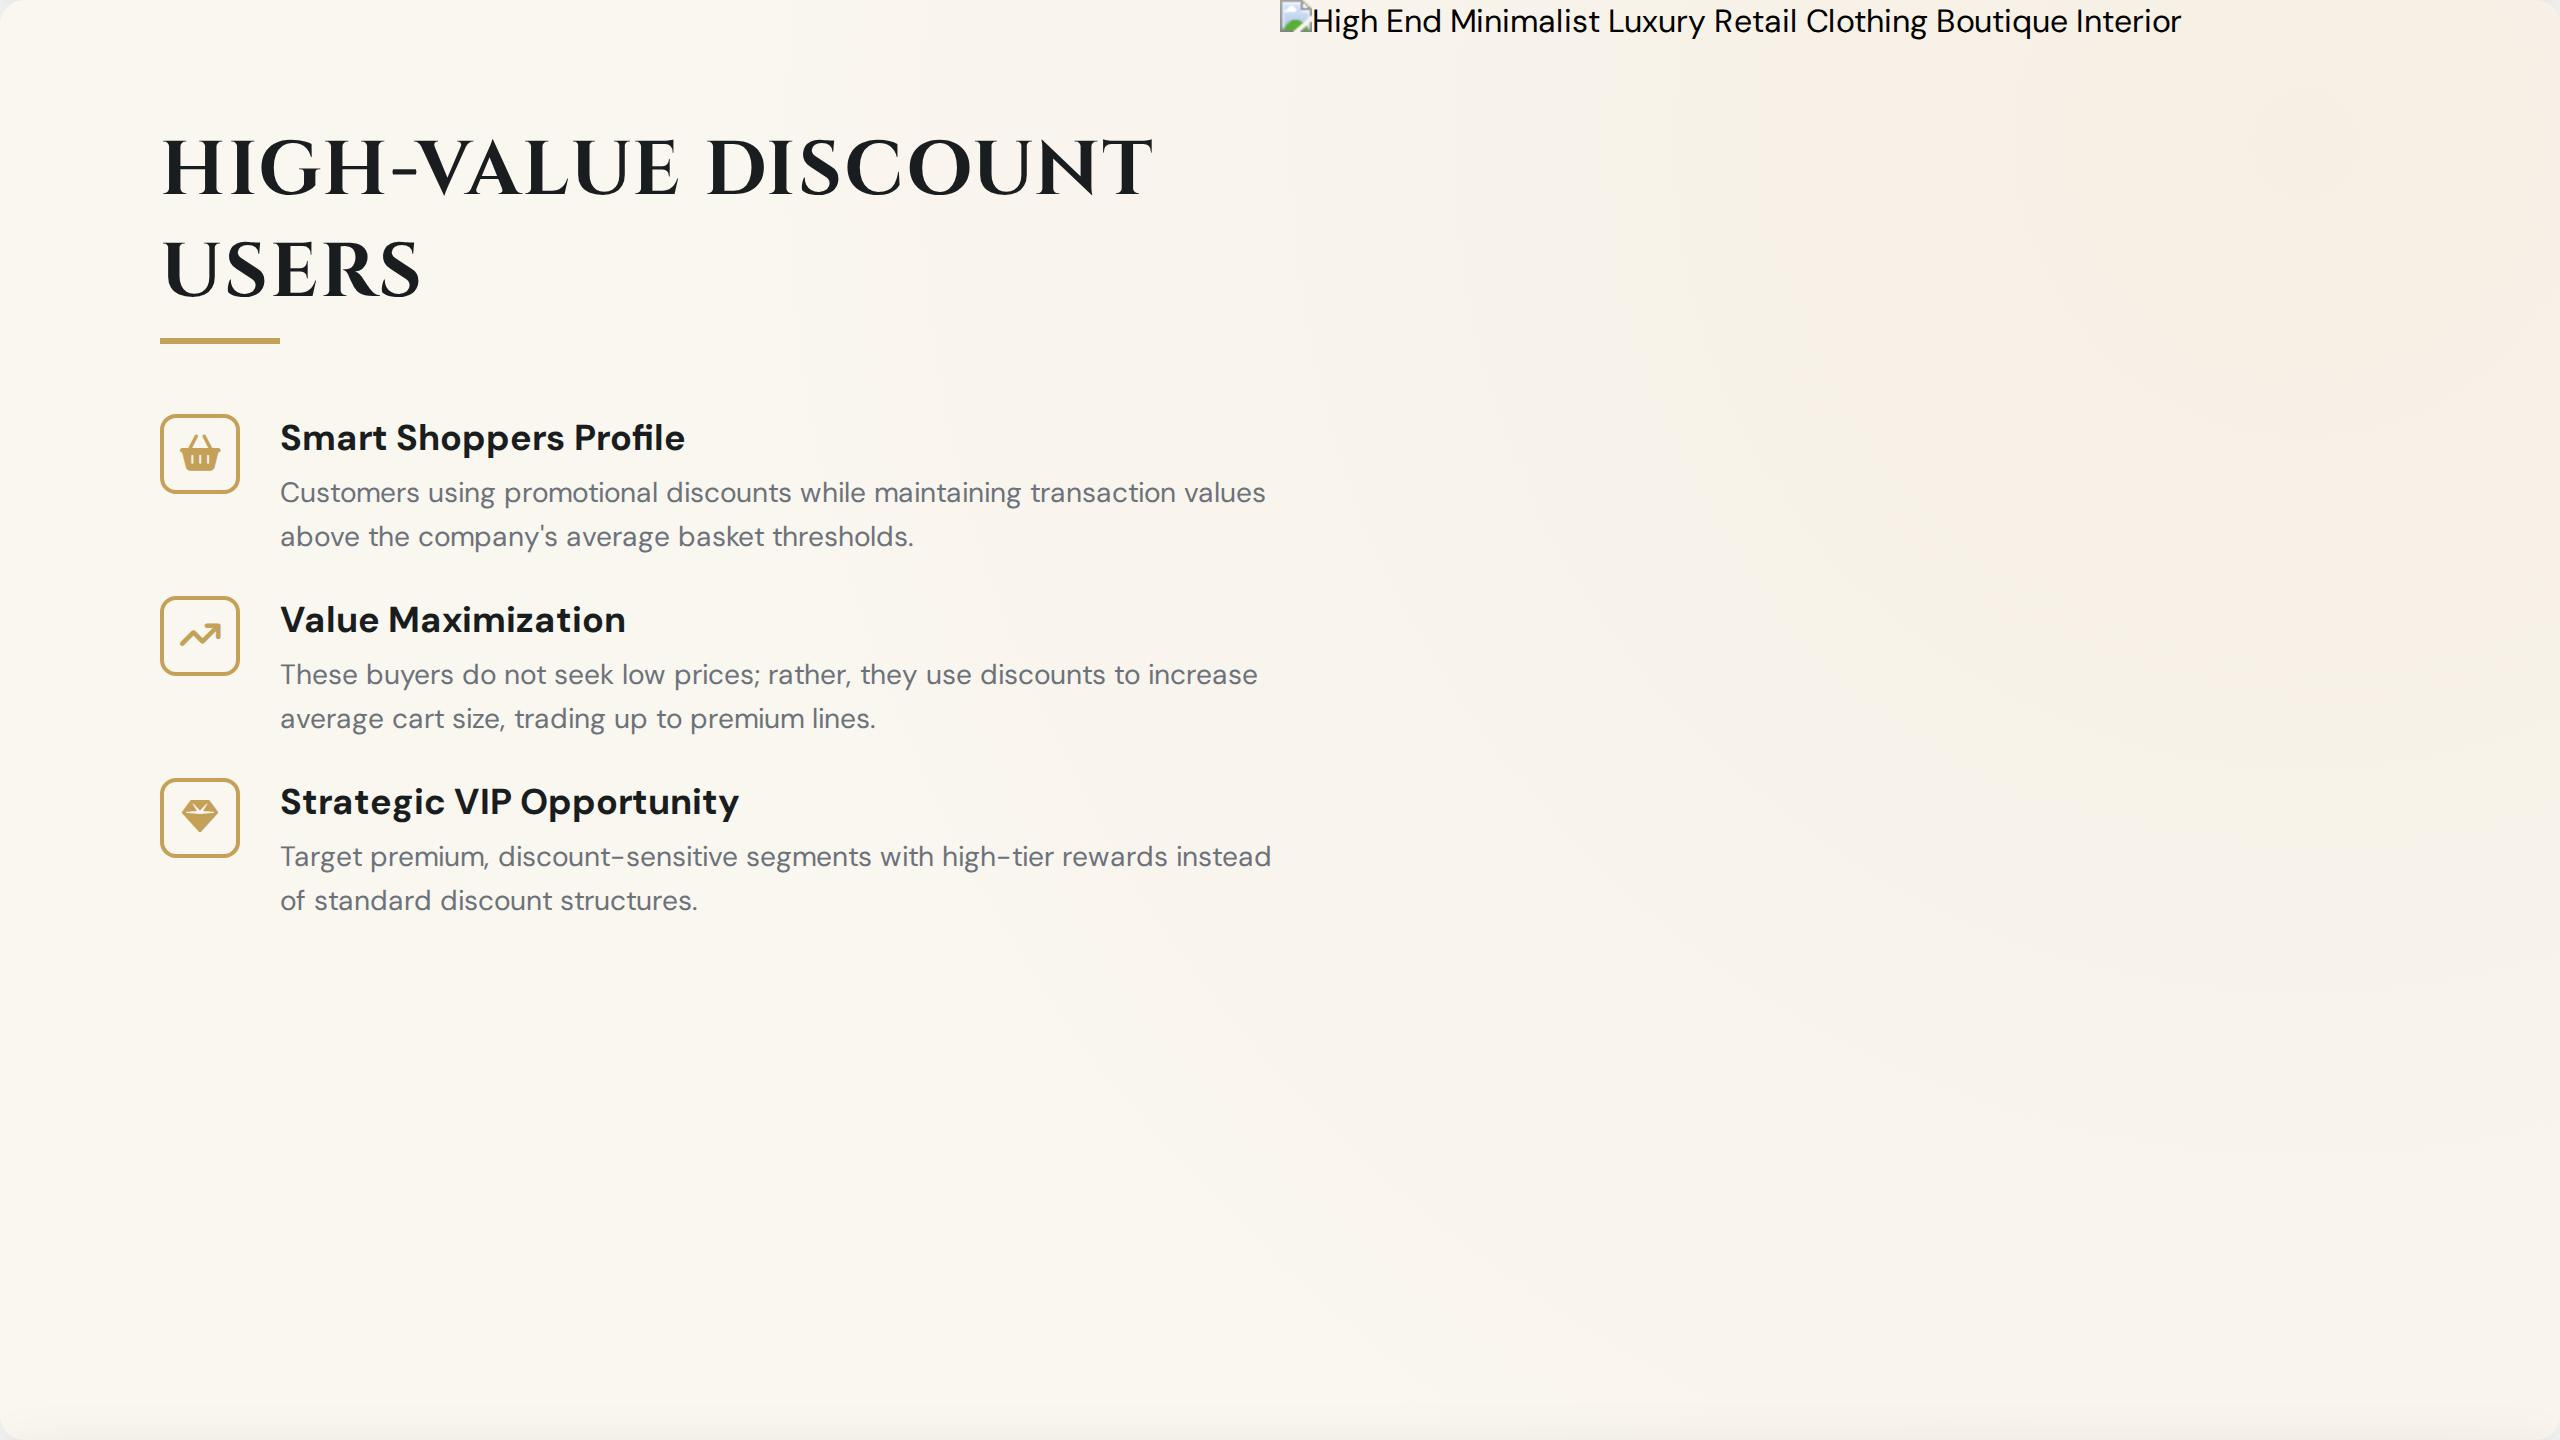 High End Minimalist Luxury Retail Clothing Boutique Interior
HIGH-VALUE DISCOUNT
USERS
Smart Shoppers Profile
Customers using promotional discounts while maintaining transaction values
above the company's average basket thresholds.
Value Maximization
These buyers do not seek low prices; rather, they use discounts to increase
average cart size, trading up to premium lines.
Strategic VIP Opportunity
Target premium, discount-sensitive segments with high-tier rewards instead
of standard discount structures.